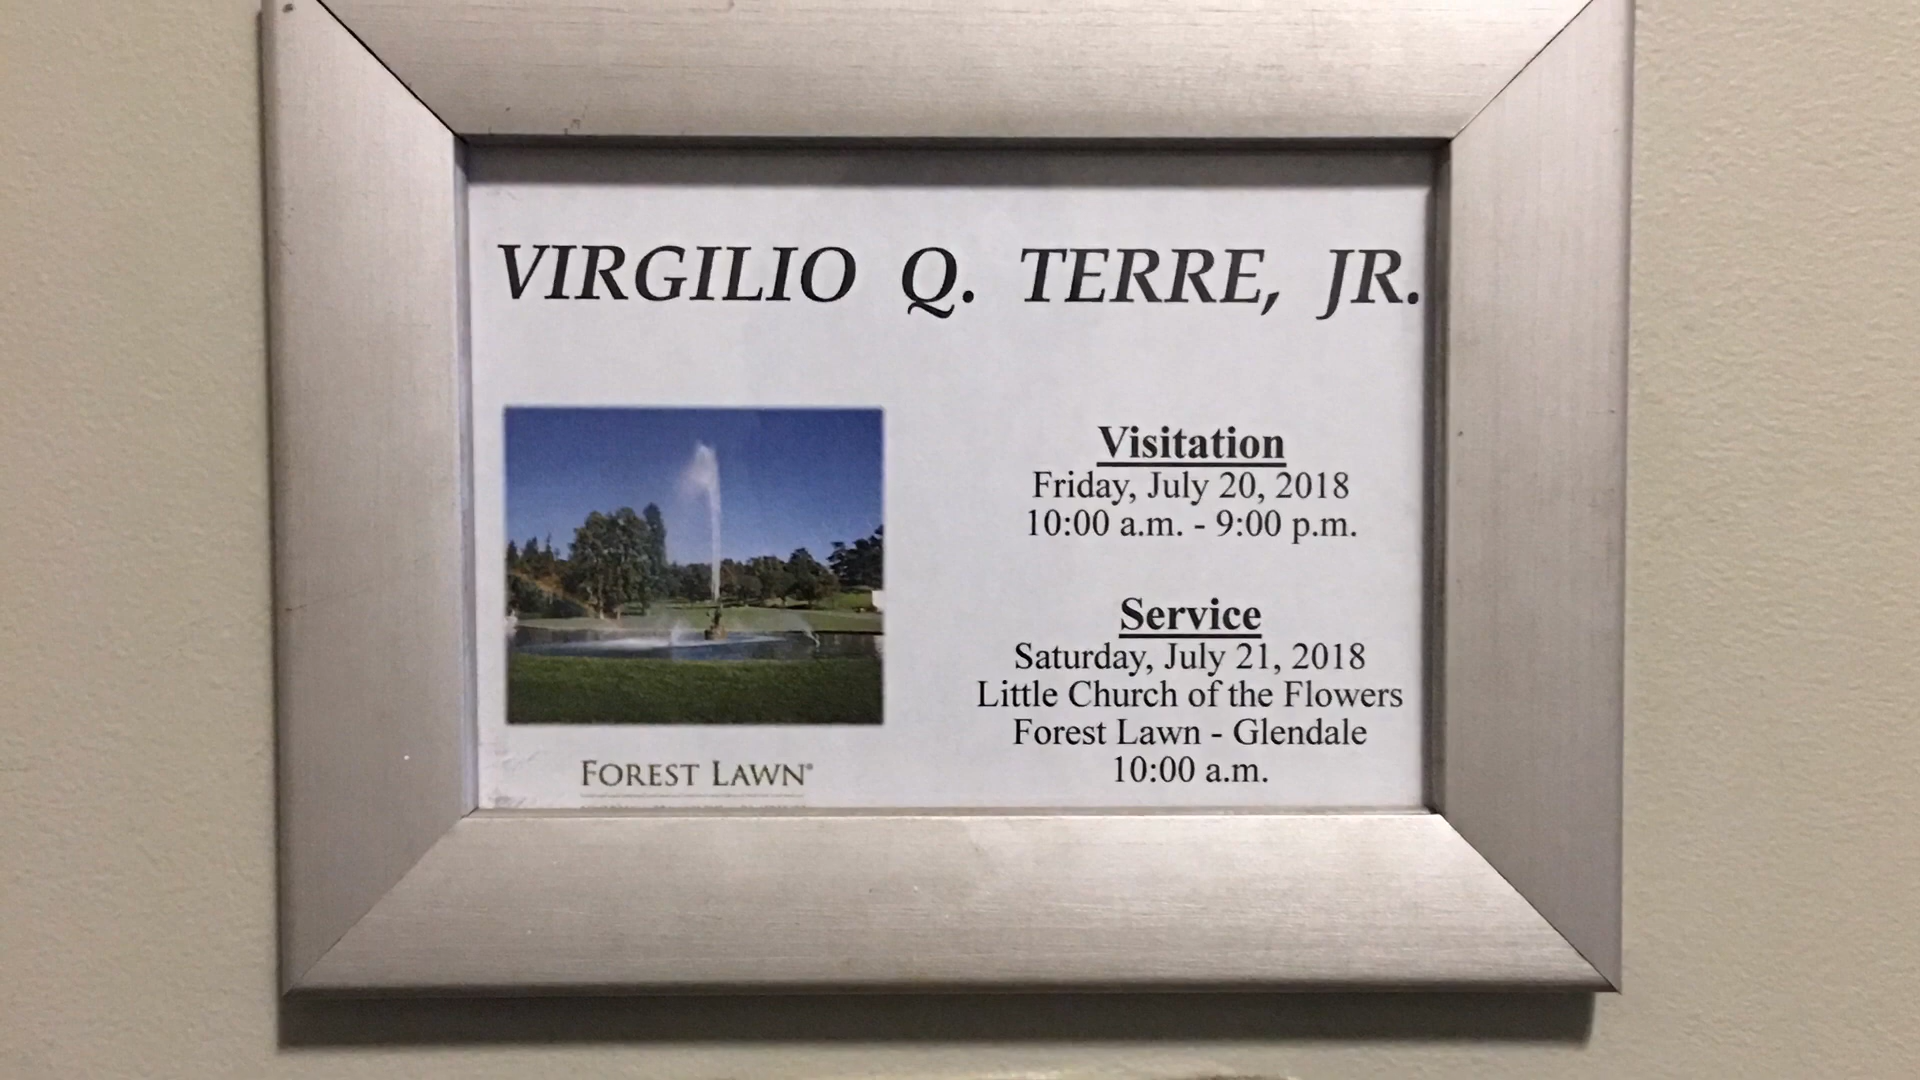 VIRGILIO Q. TERRE, JR.
Visitation
Friday, July 20, 2018
10:00 a.m. - 9:00 p.m.
Service
Saturday, July 21, 2018
Little Church of the Flowers
Forest Lawn - Glendale
10:00 a.m.
FOREST LAWN®